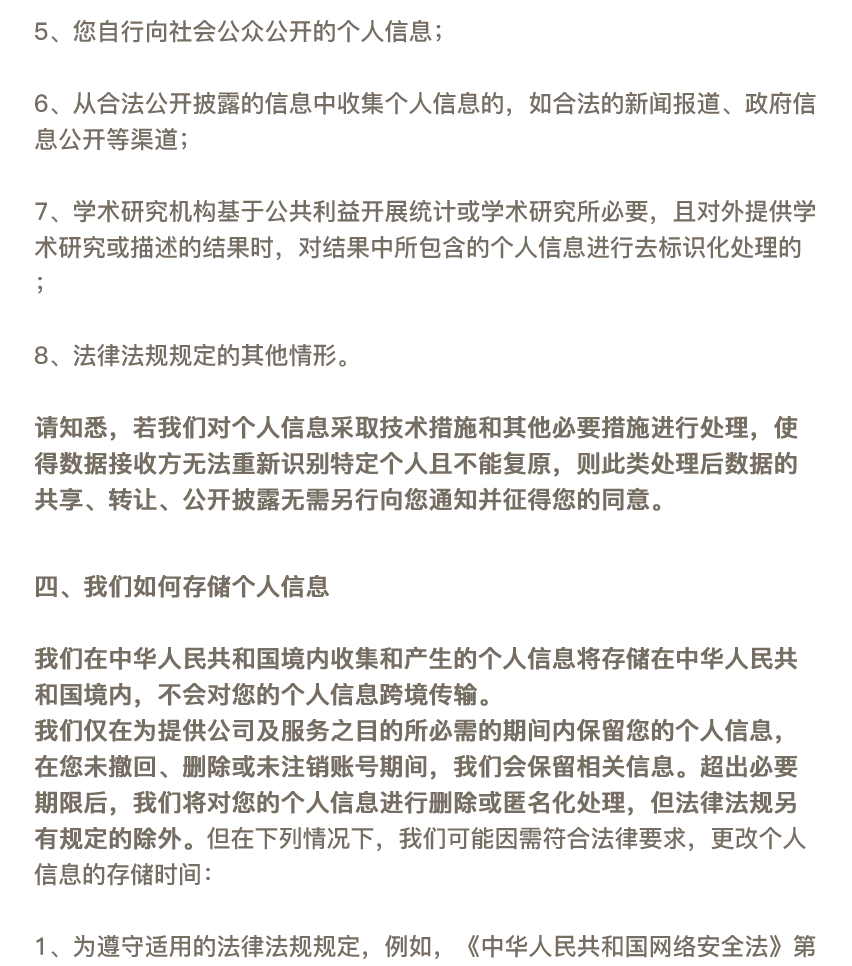 5、您自行向社会公众公开的个人信息；
6、从合法公开披露的信息中收集个人信息的，如合法的新闻报道、政府信
息公开等渠道；
7、学术研究机构基于公共利益开展统计或学术研究所必要，且对外提供学
术研究或描述的结果时，对结果中所包含的个人信息进行去标识化处理的
；
8、法律法规规定的其他情形。
请知悉，若我们对个人信息采取技术措施和其他必要措施进行处理，使
得数据接收方无法重新识别特定个人且不能复原，则此类处理后数据的
共享、转让、公开披露无需另行向您通知并征得您的同意。
四、我们如何存储个人信息
我们在中华人民共和国境内收集和产生的个人信息将存储在中华人民共
和国境内，不会对您的个人信息跨境传输。
我们仅在为提供公司及服务之目的所必需的期间内保留您的个人信息，
在您未撤回、删除或未注销账号期间，我们会保留相关信息。超出必要
期限后，我们将对您的个人信息进行删除或匿名化处理，但法律法规另
有规定的除外。但在下列情况下，我们可能因需符合法律要求，更改个人
信息的存储时间：
1、为遵守适用的法律法规规定，例如，《中华人民共和国网络安全法》第